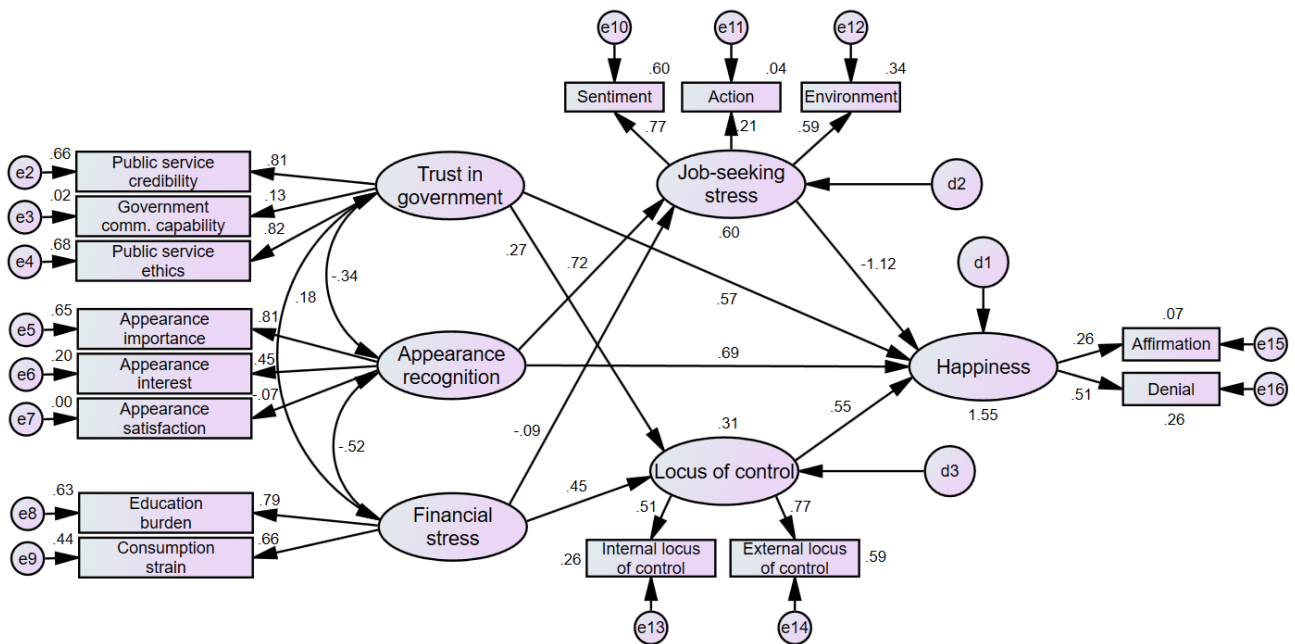 e10
e11
e12
.60
.04
.34
Sentiment
Action
Environment
.77
.21
.59
.66
e2
Public service
credibility
.81
Trust in
government
Job-seeking
stress
d2
.02
e3
Government
comm. capability
.13
.68
e4
Public service
ethics
.82
.60
.27
.72
-1.12
d1
-.34
.18
.57
.65
e5
Appearance
importance
.81
.20
e6
Appearance
interest
.45
Appearance
recognition
.69
Happiness
.07
.26
Affirmation
e15
.51
Denial
e16
.26
1.55
.00
e7
Appearance
satisfaction
-.07
-.52
-.09
.55
.31
Locus of control
d3
.63
e8
Education
burden
.79
Financial
stress
.45
.44
e9
Consumption
strain
.66
.51
.77
.26
Internal locus
of control
External locus
of control
.59
e13
e14